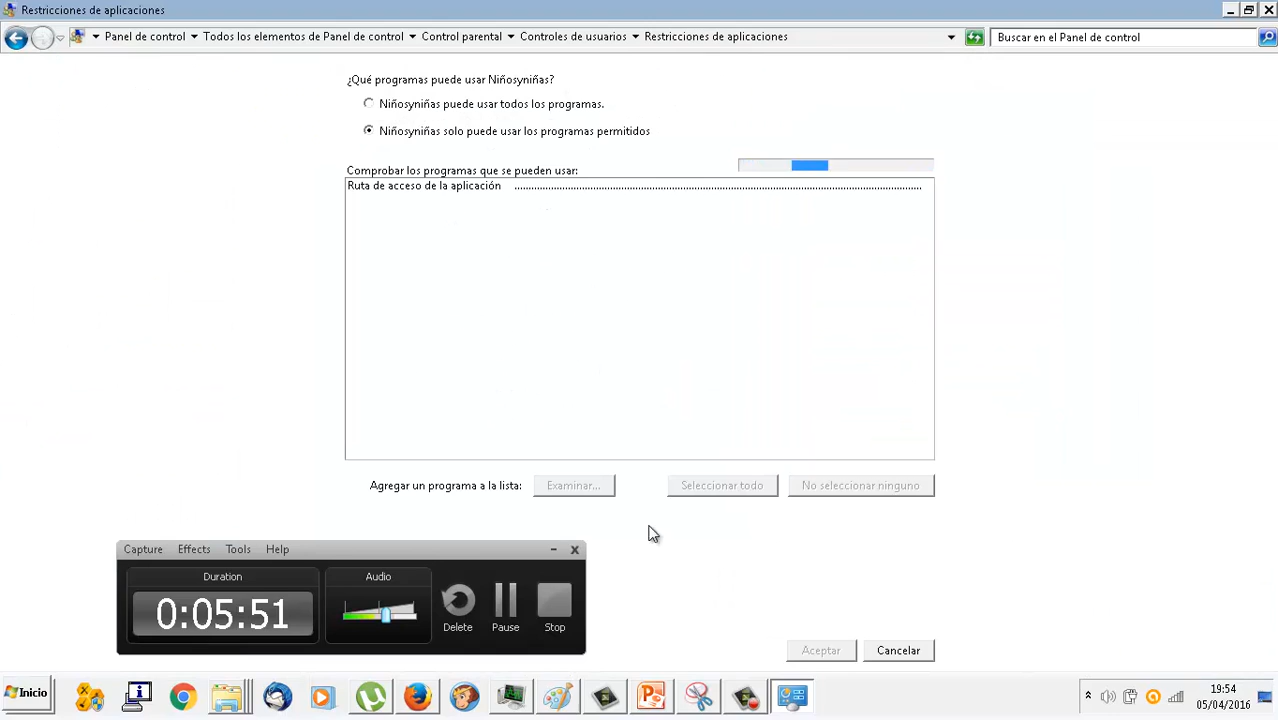 Restricciones de aplicaciones
Panel de control Todos los elementos de Panel de control Control parental Controles de usuarios Restricciones de aplicaciones
Buscar en el Panel de control
¿Qué programas puede usar Niñosyniñas?
Niñosyniñas puede usar todos los programas.
Niñosyniñas solo puede usar los programas permitidos
Comprobar los programas que se pueden usar:
Ruta de acceso de la aplicación
Agregar un programa a la lista: Examinar... Seleccionar todo No seleccionar ninguno
Capture Effects Tools Help
Duration Audio
0:05:51
Delete Pause Stop
Aceptar Cancelar
Inicio
19:54
05/04/2016